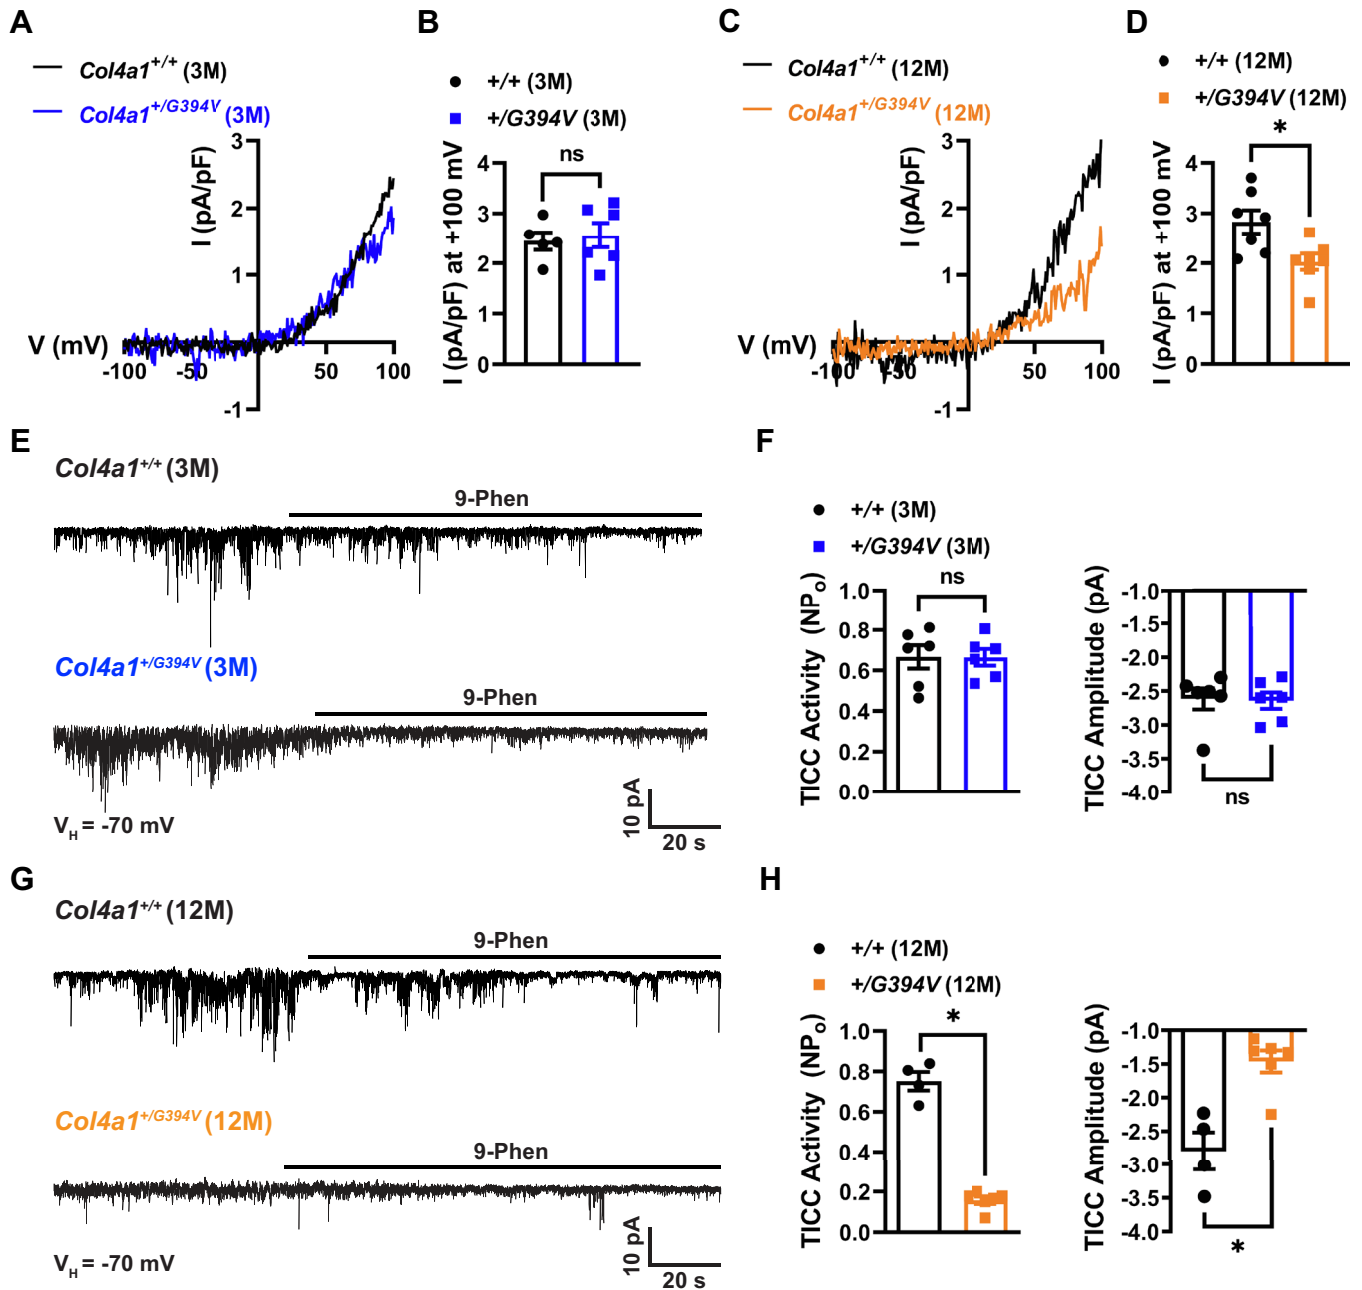 A
Col4a1+/+ (3M)
Col4a1+/G394V (3M)
I (pA/pF)
3
2
1
-1
V (mV)
-100
-50
50
100
B
+/+ (3M)
+/G394V (3M)
ns
I (pA/pF) at +100 mV
4
3
2
1
0
C
Col4a1+/+ (12M)
Col4a1+/G394V (12M)
I (pA/pF)
3
2
1
-1
V (mV)
-100
-50
50
100
D
+/+ (12M)
+/G394V (12M)
*
I (pA/pF) at +100 mV
4
3
2
1
0
E
Col4a1+/+ (3M)
9-Phen
Col4a1+/G394V (3M)
9-Phen
VH = -70 mV
10 pA
20 s
F
+/+ (3M)
+/G394V (3M)
ns
TICC Activity (NPo)
1.0
0.8
0.6
0.4
0.2
0.0
TICC Amplitude (pA)
-1.0
-1.5
-2.0
-2.5
-3.0
-3.5
-4.0
ns
G
Col4a1+/+ (12M)
9-Phen
Col4a1+/G394V (12M)
9-Phen
VH = -70 mV
10 pA
20 s
H
+/+ (12M)
+/G394V (12M)
*
TICC Activity (NPo)
1.0
0.8
0.6
0.4
0.2
0.0
TICC Amplitude (pA)
-1.0
-1.5
-2.0
-2.5
-3.0
-3.5
-4.0
*